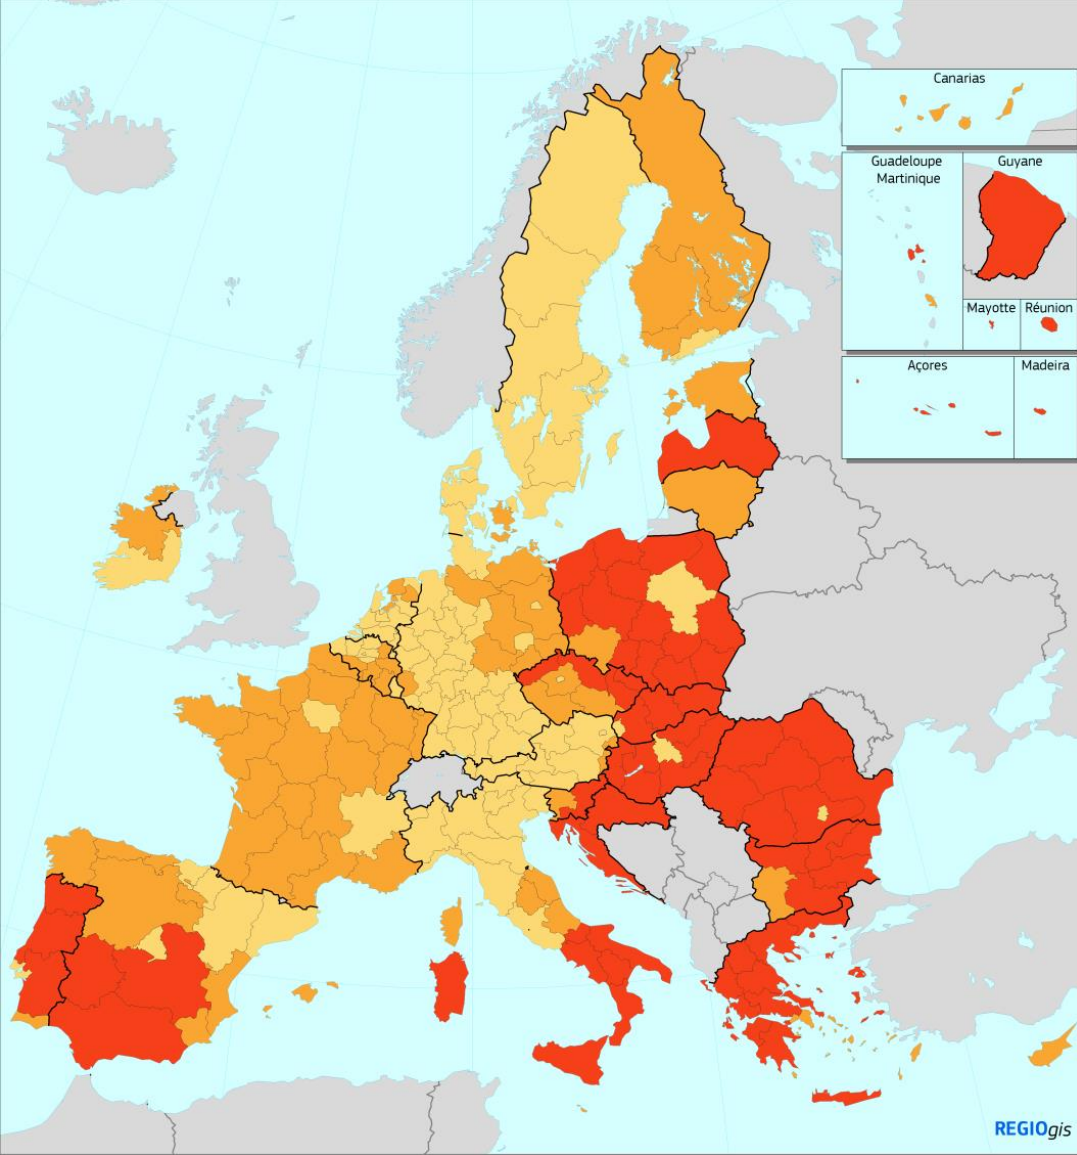 Canarias
Guadeloupe
Martinique
Guyane
Mayotte
Réunion
Açores
Madeira
REGIOgis